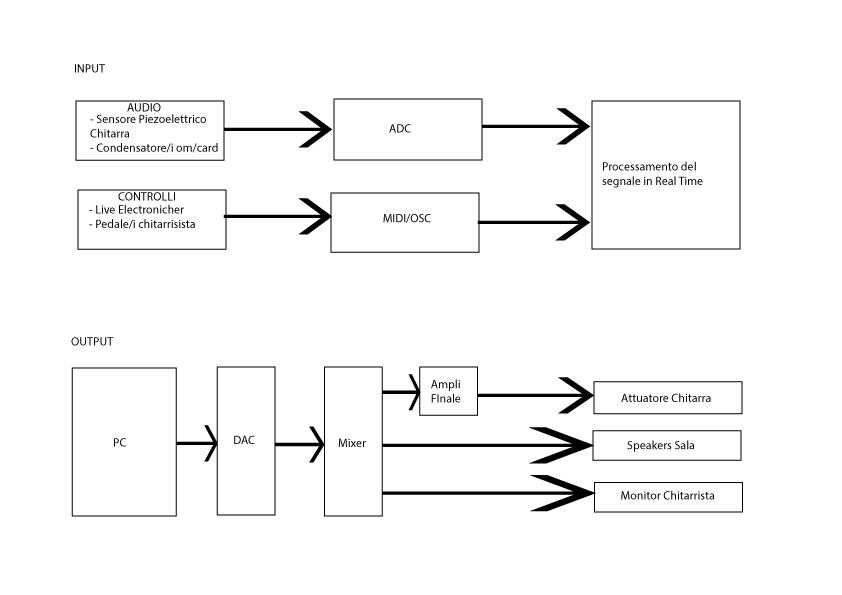 INPUT
AUDIO
- Sensore Piezoelettrico
Chitarra
- Condensatore/i om/card
ADC
Processamento del
segnale in Real Time
CONTROLLI
- Live Electronicher
- Pedale/i chitarrisista
MIDI/OSC
OUTPUT
PC
DAC
Mixer
Ampli
FInale
Attuatore Chitarra
Speakers Sala
Monitor Chitarrista